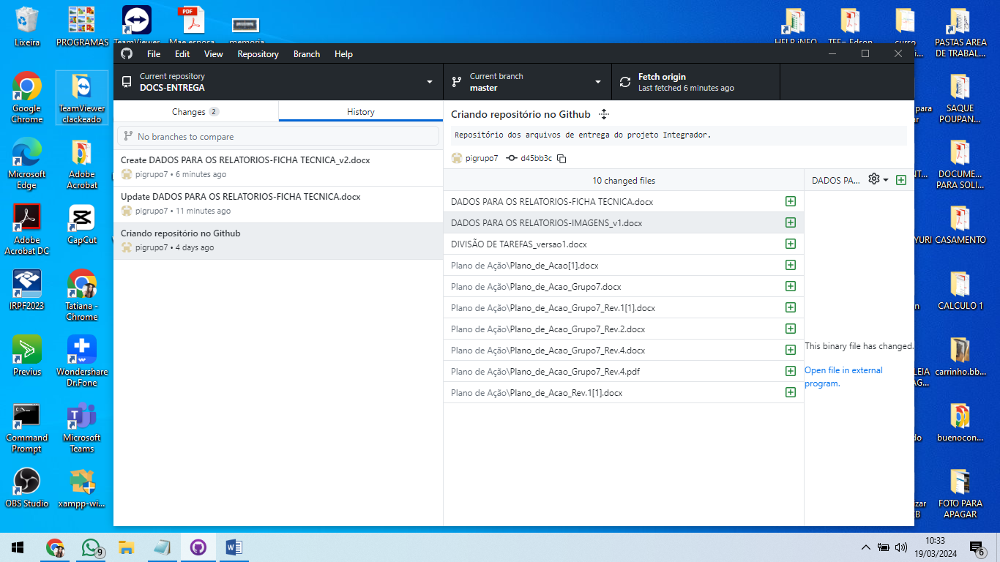 Lixeira
PROGRAMAS
TeamViewer
PDF
Mae esposa
memoria
HELP iNFO
TFE= Edson
curso
PASTAS AREA
DE TRABAL...
File
Edit
View
Repository
Branch
Help
Current repository
DOCS-ENTREGA
Current branch
master
Fetch origin
Last fetched 6 minutes ago
Changes 2
History
No branches to compare
Create DADOS PARA OS RELATORIOS-FICHA TECNICA_v2.docx
pigrupo7 • 6 minutes ago
Update DADOS PARA OS RELATORIOS-FICHA TECNICA.docx
pigrupo7 • 11 minutes ago
Criando repositório no Github
pigrupo7 • 4 days ago
Criando repositório no Github
Repositório dos arquivos de entrega do projeto Integrador.
pigrupo7
d45bb3c
10 changed files
DADOS PA...
DADOS PARA OS RELATORIOS-FICHA TECNICA.docx
DADOS PARA OS RELATORIOS-IMAGENS_v1.docx
DIVISÃO DE TAREFAS_versao1.docx
Plano de Ação\Plano_de_Acao[1].docx
Plano de Ação\Plano_de_Acao_Grupo7.docx
Plano de Ação\Plano_de_Acao_Grupo7_Rev.1[1].docx
Plano de Ação\Plano_de_Acao_Grupo7_Rev.2.docx
Plano de Ação\Plano_de_Acao_Grupo7_Rev.4.docx
Plano de Ação\Plano_de_Acao_Grupo7_Rev.4.pdf
Plano de Ação\Plano_de_Acao_Rev.1[1].docx
This binary file has changed.
Open file in external
program.
Google
Chrome
TeamViewer
clackeado
Microsoft
Edge
Adobe
Acrobat
Adobe
Acrobat DC
CapCut
IRPF2023
Tatiana -
Chrome
Previus
Wondershare
Dr.Fone
Command
Prompt
Microsoft
Teams
OBS Studio
xampp-wi...
para
SAQUE
POUPAN...
NT...
DOCUME...
PARA SOLI...
YURI
CASAMENTO
CALCULO 1
LEIA
AG...
carrinho.bb...
do
buenocon...
zar
B
FOTO PARA
APAGAR
9
10:33
19/03/2024
6